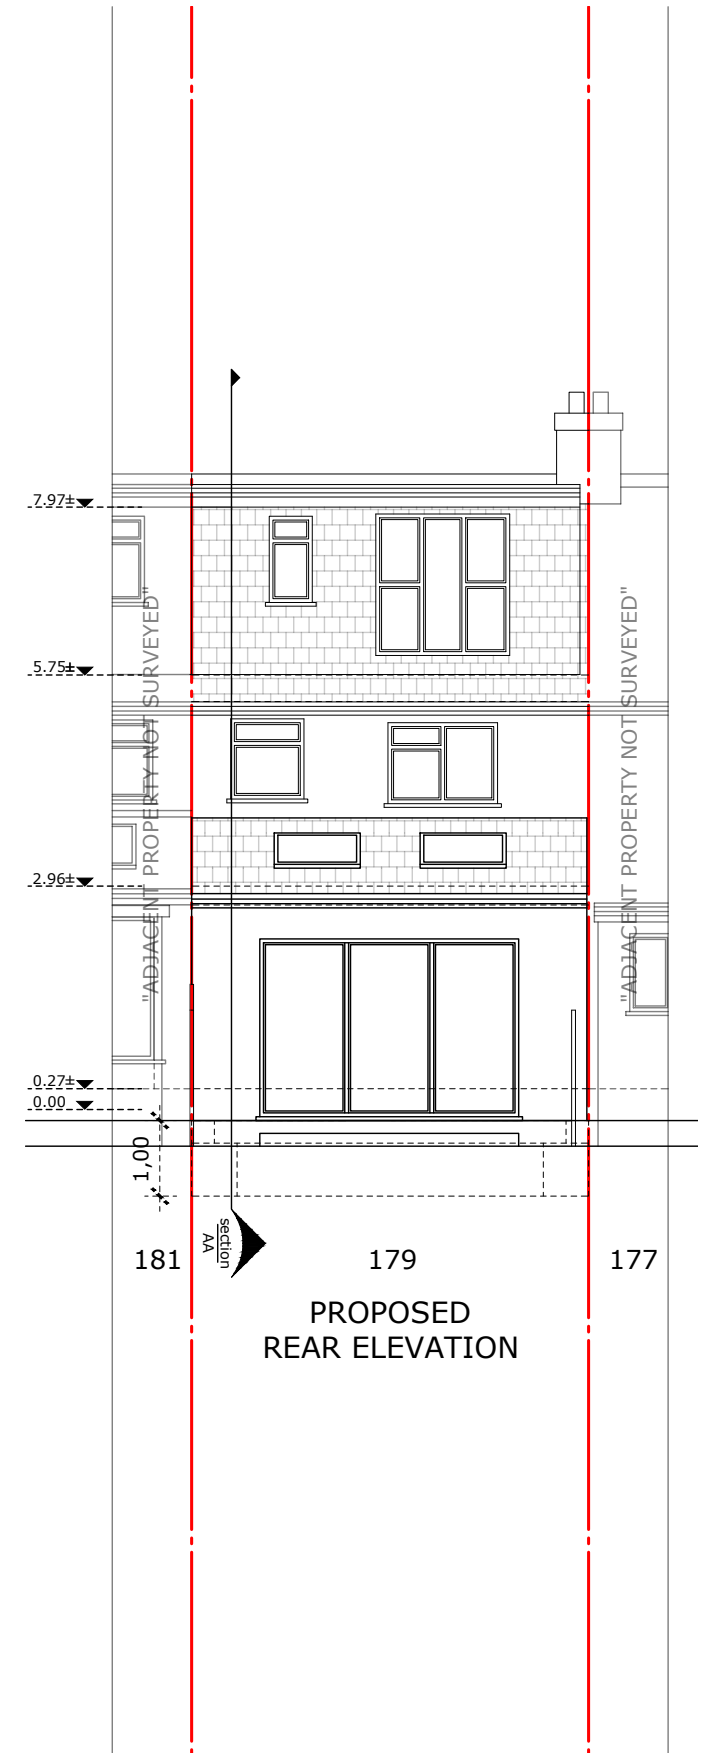 7.97±
5.75±
2.96±
0.27±
0.00
1,00
"ADJACENT PROPERTY NOT SURVEYED"
"ADJACENT PROPERTY NOT SURVEYED"
section
AA
181
179
177
PROPOSED
REAR ELEVATION